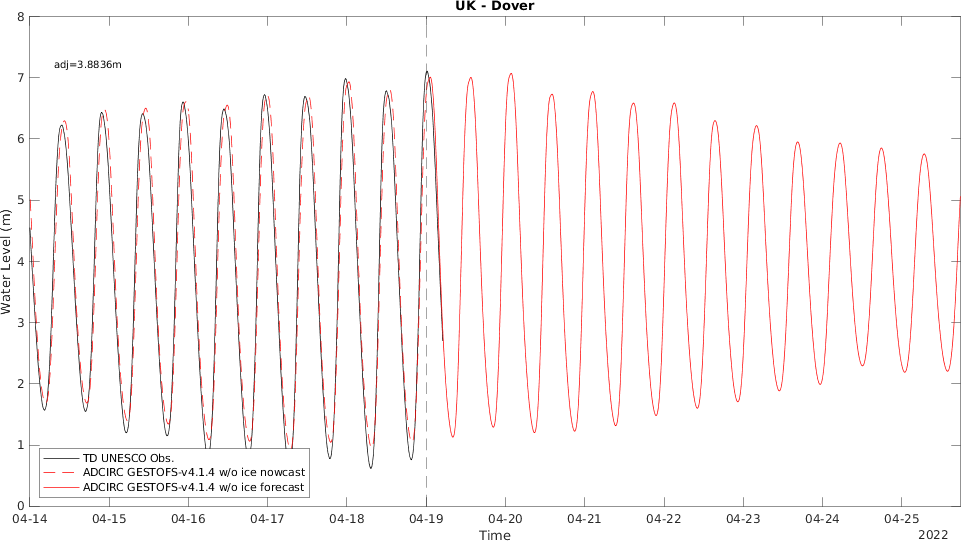 UK - Dover
8
adj=3.8836m
7
6
5
4
3
2
1
0
Water Level (m)
TD UNESCO Obs.
ADCIRC GESTOFS-v4.1.4 w/o ice nowcast
ADCIRC GESTOFS-v4.1.4 w/o ice forecast
04-14 04-15 04-16 04-17 04-18 04-19 04-20 04-21 04-22 04-23 04-24 04-25
Time
2022